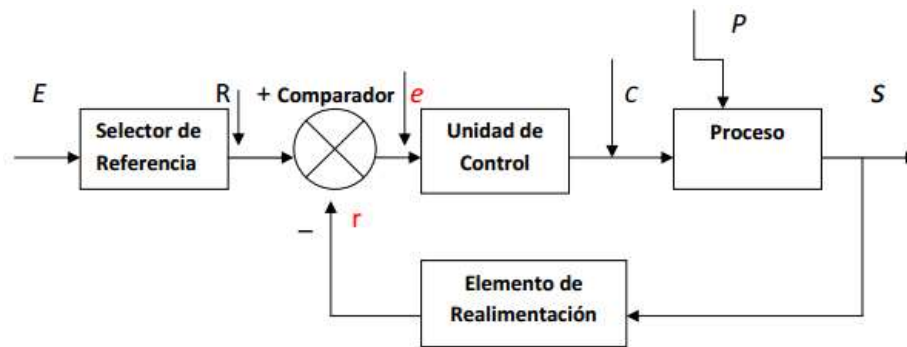 P
E
R
+ Comparador
e
C
S
Selector de
Referencia
Unidad de
Control
Proceso
–
r
Elemento de
Realimentación